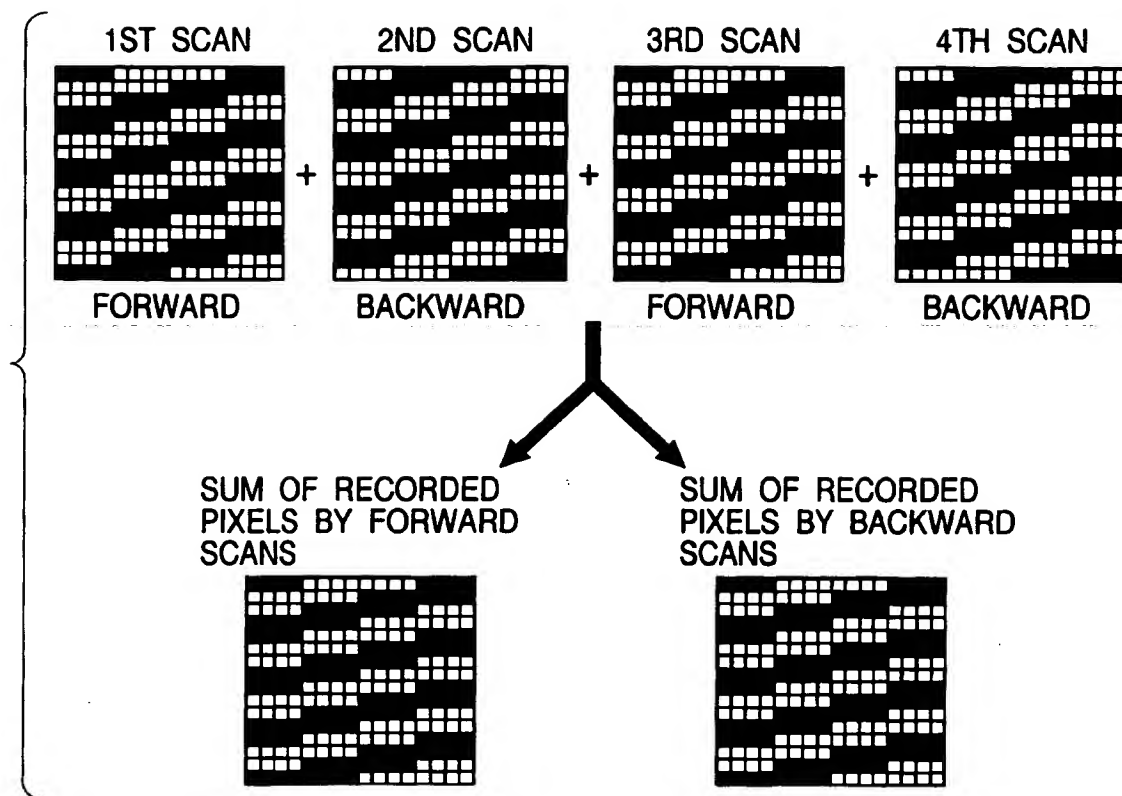 1ST SCAN 2ND SCAN 3RD SCAN 4TH SCAN
+ + +
FORWARD BACKWARD FORWARD BACKWARD
SUM OF RECORDED
PIXELS BY FORWARD
SCANS
SUM OF RECORDED
PIXELS BY BACKWARD
SCANS